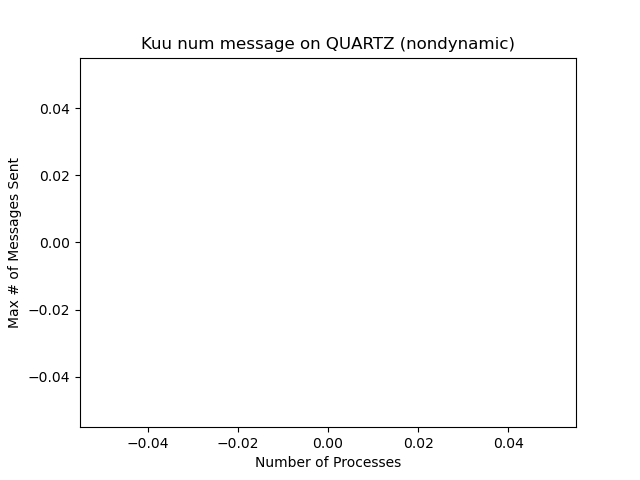 Kuu num message on QUARTZ (nondynamic)
Max # of Messages Sent
0.04
0.02
0.00
−0.02
−0.04
−0.04 −0.02 0.00 0.02 0.04
Number of Processes